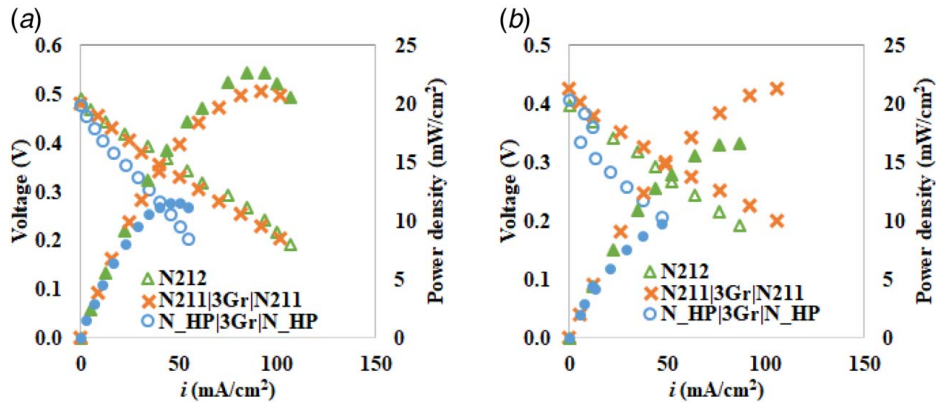 (a)
Voltage (V)
0.6
0.5
0.4
0.3
0.2
0.1
0.0
25
20
15
10
5
0
Power density (mW/cm²)
N212
N211|3Gr|N211
N_HP|3Gr|N_HP
0
50
100
150
i (mA/cm²)
(b)
Voltage (V)
0.5
0.4
0.3
0.2
0.1
0.0
25
20
15
10
5
0
Power density (mW/cm²)
N212
N211|3Gr|N211
N_HP|3Gr|N_HP
0
50
100
150
i (mA/cm²)